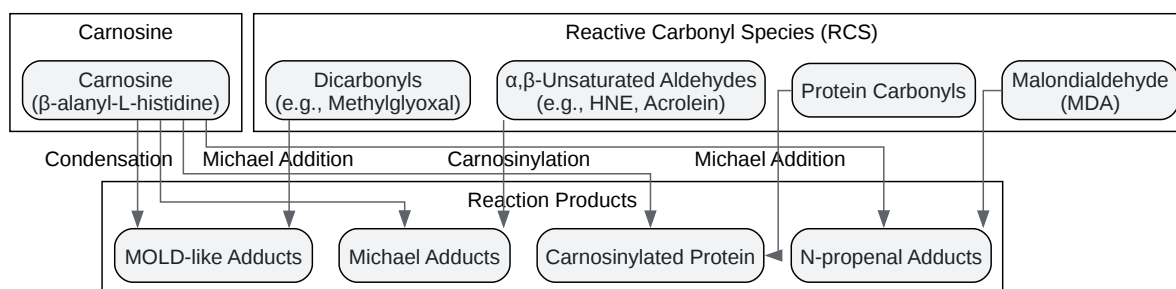 Carnosine
Reactive Carbonyl Species (RCS)
Carnosine
(β-alanyl-L-histidine)
Dicarbonyls
(e.g., Methylglyoxal)
α,β-Unsaturated Aldehydes
(e.g., HNE, Acrolein)
Protein Carbonyls
Malondialdehyde
(MDA)
Condensation
Michael Addition
Carnosinylation
Michael Addition
Reaction Products
MOLD-like Adducts
Michael Adducts
Carnosinylated Protein
N-propenal Adducts